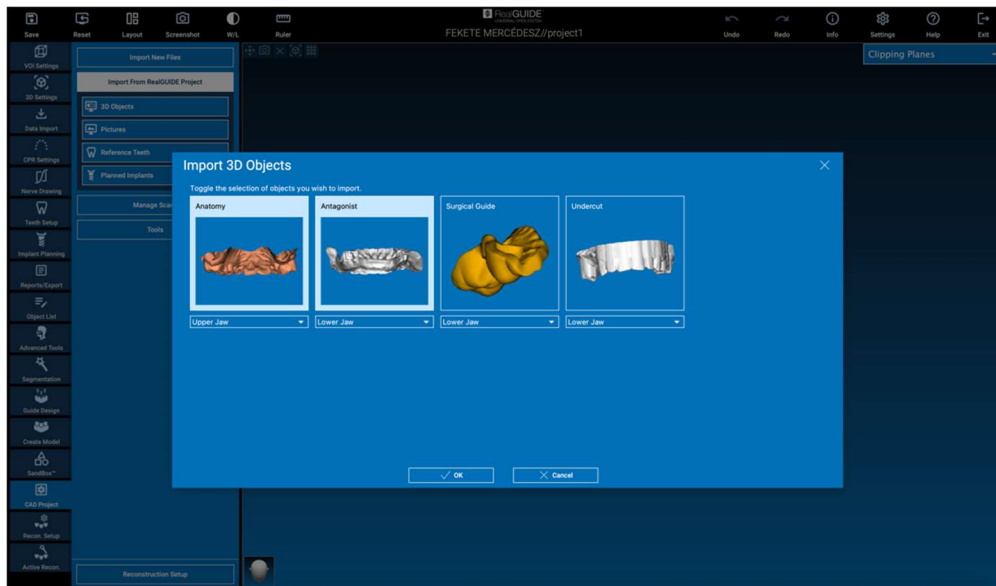 Save
Reset
Layout
Screenshot
W/L
Ruler
RealGUIDE
FEKETE MERCÉDESZ//project1
Undo
Redo
Info
Settings
Help
Exit
VOI Settings
3D Settings
Data Import
CPR Settings
Nerve Drawing
Teeth Setup
Implant Planning
Reports/Export
Object List
Advanced Tools
Segmentation
Guide Design
Create Model
SandBox™
CAD Project
Recon. Setup
Active Recon.
Import New Files
Import From RealGUIDE Project
3D Objects
Pictures
Reference Teeth
Planned Implants
Manage Scan
Tools
Reconstruction Setup
Clipping Planes
Import 3D Objects
Toggle the selection of objects you wish to import.
Anatomy
Antagonist
Surgical Guide
Undercut
Upper Jaw
Lower Jaw
Lower Jaw
Lower Jaw
OK
Cancel